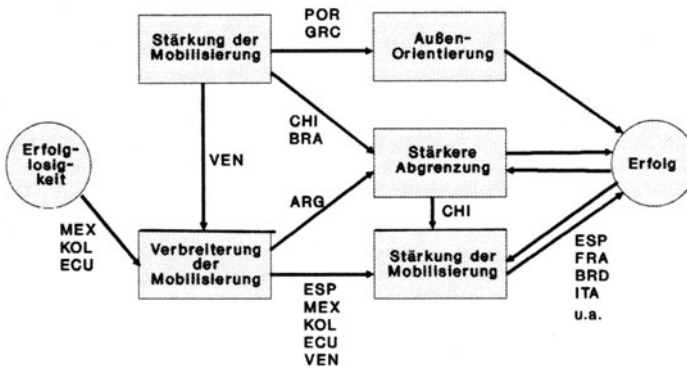 Stärkung der
Mobilisierung
POR
GRC
Außen-
Orientierung
CHI
BRA
Erfolg-
losig-
keit
VEN
Stärkere
Abgrenzung
Erfolg
ARG
CHI
MEX
KOL
ECU
Verbreiterung
der
Mobilisierung
Stärkung der
Mobilisierung
ESP
FRA
BRD
ITA
u.a.
ESP
MEX
KOL
ECU
VEN